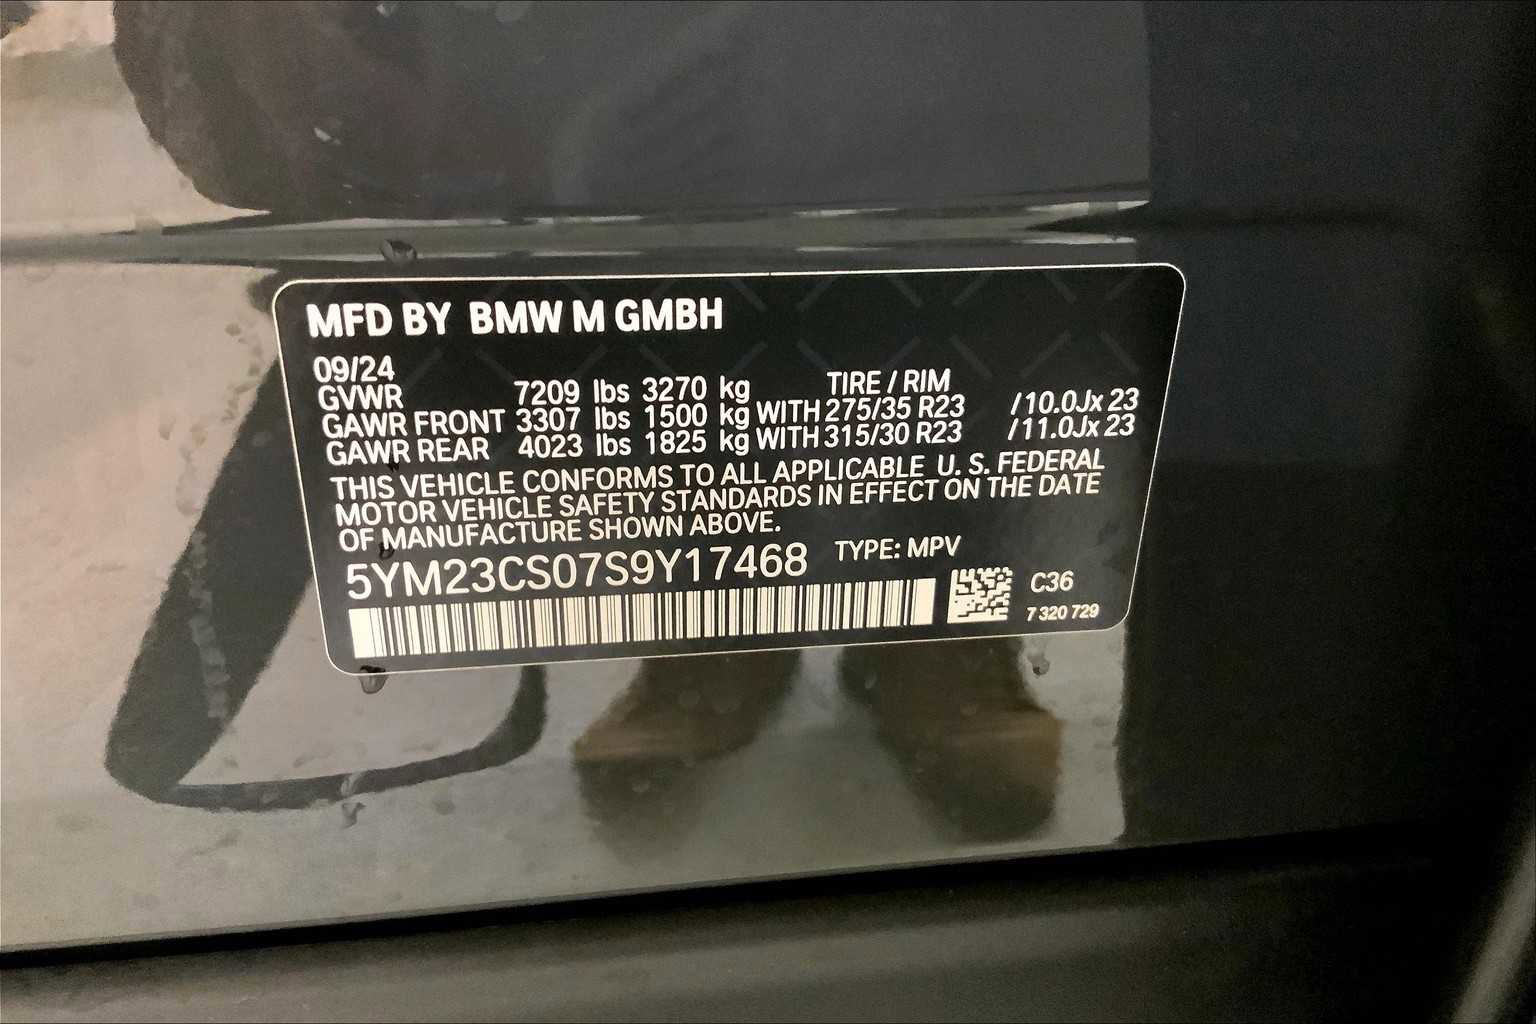 MFD BY BMW M GMBH
09/24
TIRE / RIM
GVWR 7209 lbs 3270 kg
GAWR FRONT 3307 lbs 1500 kg WITH 275/35 R23 /10.0Jx 23
GAWR REAR 4023 lbs 1825 kg WITH 315/30 R23 /11.0Jx 23
THIS VEHICLE CONFORMS TO ALL APPLICABLE U. S. FEDERAL
MOTOR VEHICLE SAFETY STANDARDS IN EFFECT ON THE DATE
OF MANUFACTURE SHOWN ABOVE.
5YM23CS07S9Y17468 TYPE: MPV
C36
7 320 729